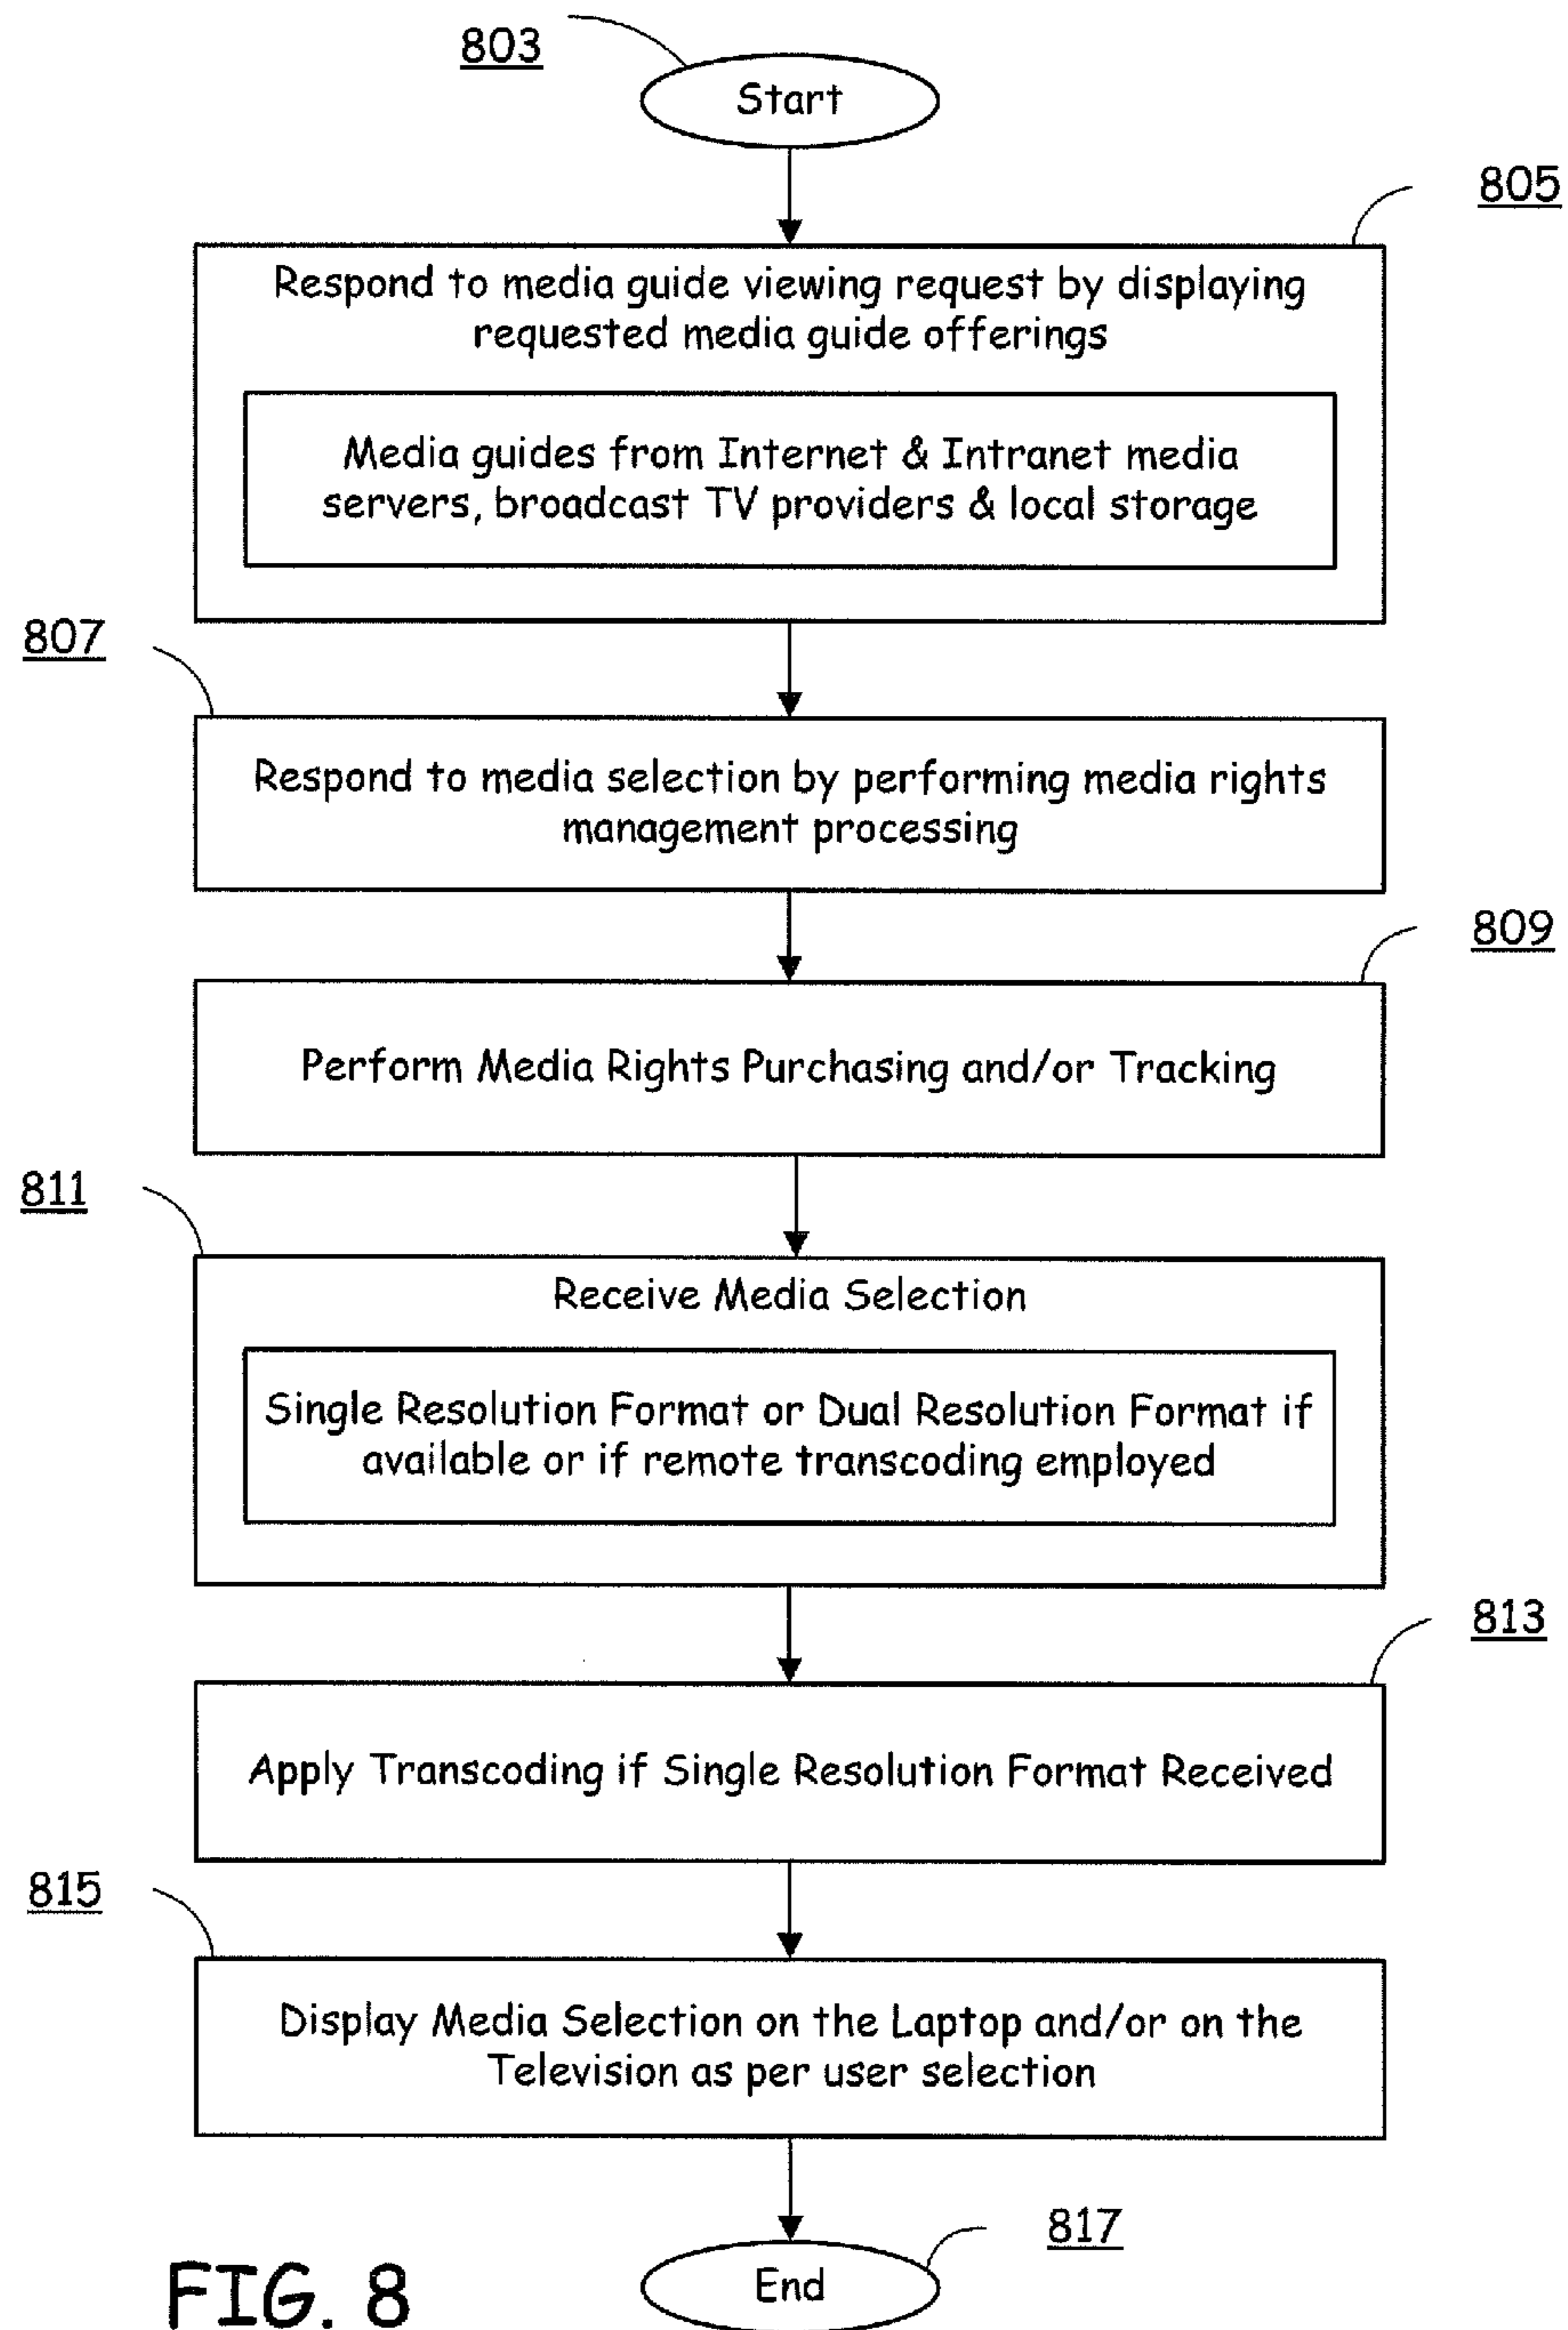 803
Start
805
Respond to media guide viewing request by displaying
requested media guide offerings
Media guides from Internet & Intranet media
servers, broadcast TV providers & local storage
807
Respond to media selection by performing media rights
management processing
809
Perform Media Rights Purchasing and/or Tracking
811
Receive Media Selection
Single Resolution Format or Dual Resolution Format if
available or if remote transcoding employed
813
Apply Transcoding if Single Resolution Format Received
815
Display Media Selection on the Laptop and/or on the
Television as per user selection
817
End
FIG. 8